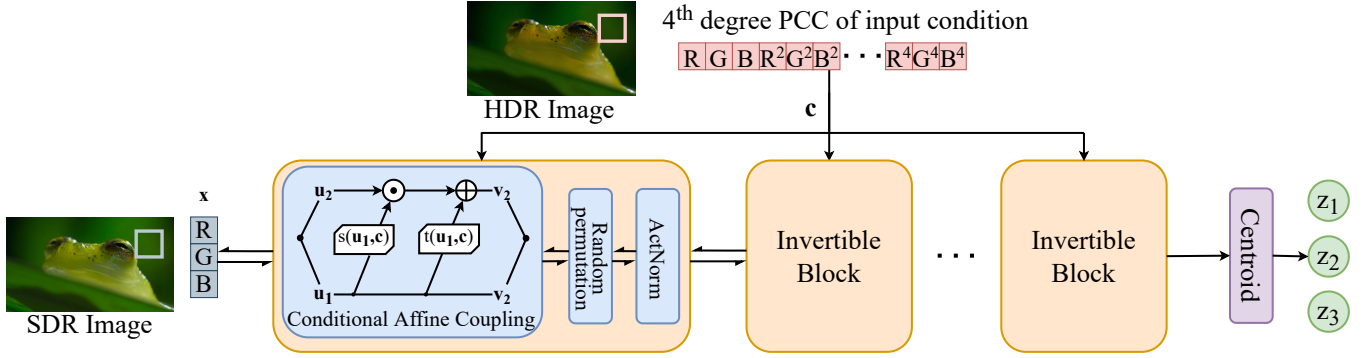 4th degree PCC of input condition
R G B R² G² B² · · · R⁴ G⁴ B⁴
HDR Image
c
x
R
G
B
SDR Image
u₂
v₂
s(u₁,c)
t(u₁,c)
u₁
v₂
Conditional Affine Coupling
Random
permutation
ActNorm
Invertible
Block
· · ·
Invertible
Block
Centroid
z₁
z₂
z₃